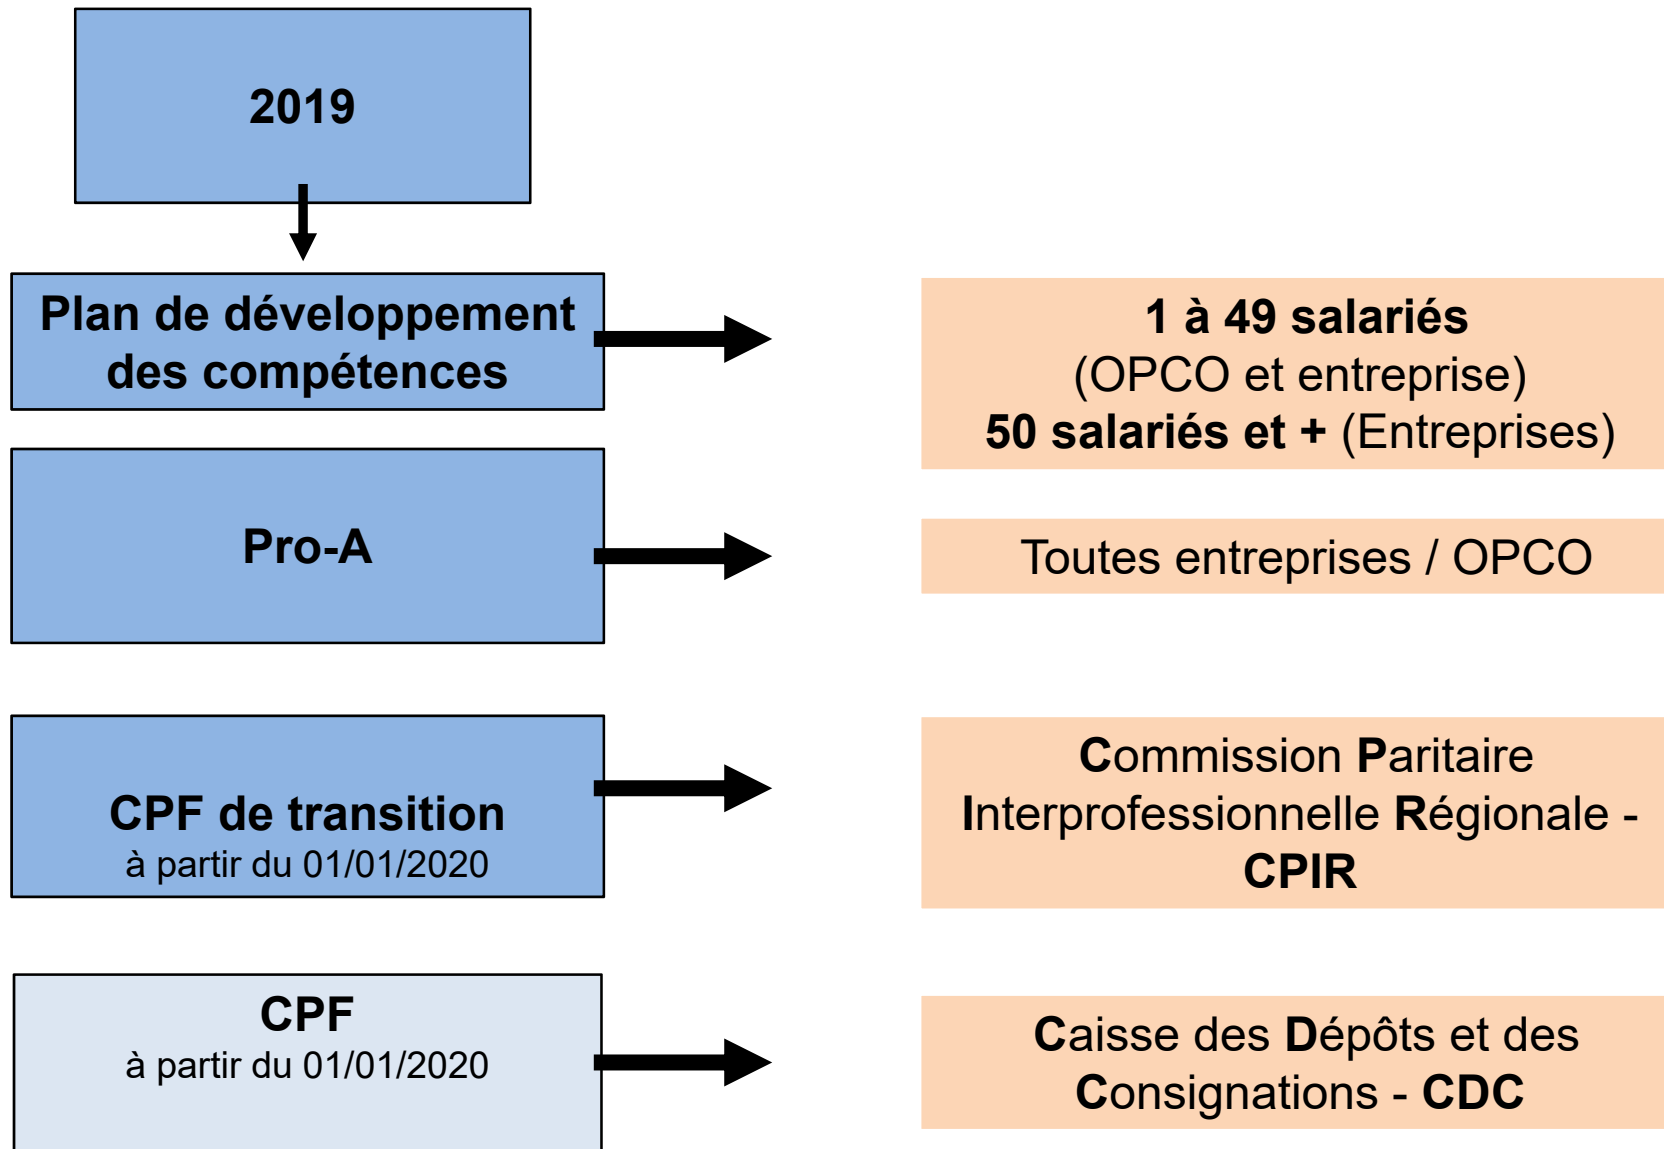 2019
Plan de développement
des compétences
1 à 49 salariés
(OPCO et entreprise)
50 salariés et + (Entreprises)
Pro-A
Toutes entreprises / OPCO
CPF de transition
à partir du 01/01/2020
Commission Paritaire
Interprofessionnelle Régionale -
CPIR
CPF
à partir du 01/01/2020
Caisse des Dépôts et des
Consignations - CDC